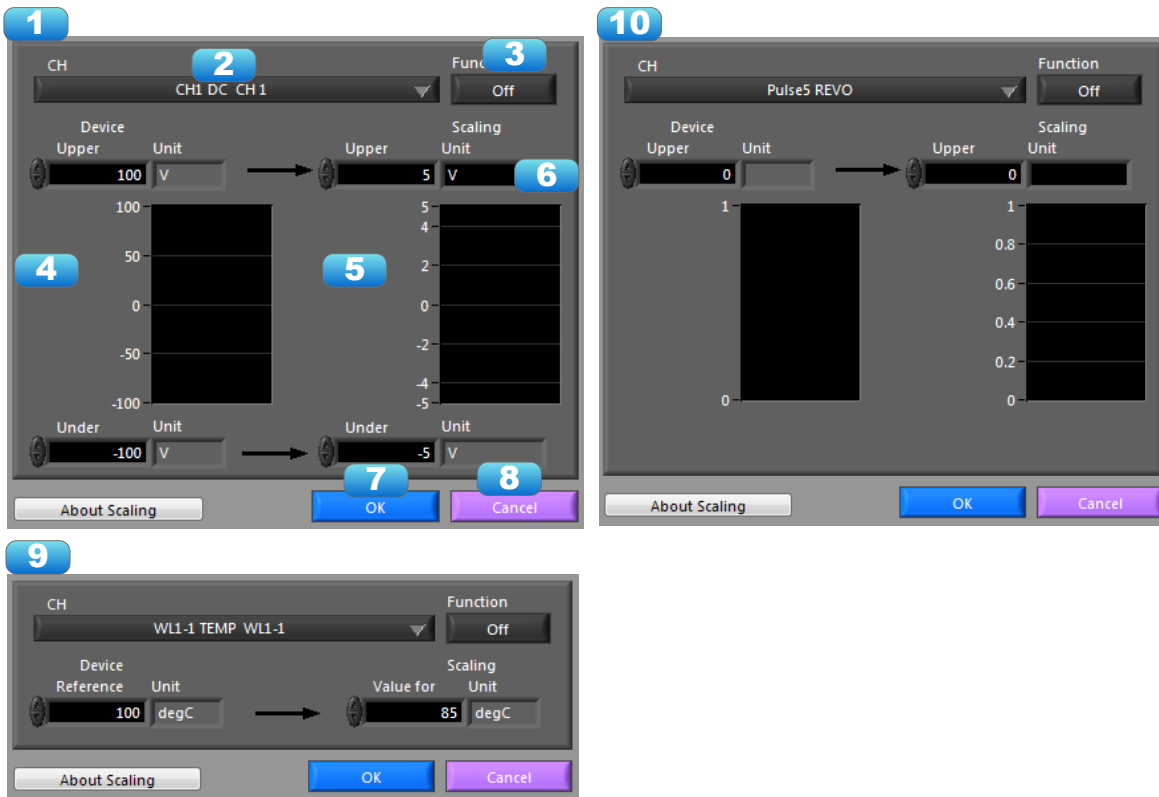 1
CH
2
Func
3
CH1 DC CH 1
Off
Device
Scaling
Upper
Unit
Upper
Unit
100
V
5
V
6
100
50
0
-50
-100
4
5
5
4
2
0
-2
-4
-5
Under
Unit
Under
Unit
-100
V
-5
V
7
8
About Scaling
OK
Cancel
10
CH
Function
Pulse5 REVO
Off
Device
Scaling
Upper
Unit
Upper
Unit
0
0
1
0
1
0.8
0.6
0.4
0.2
0
About Scaling
OK
Cancel
9
CH
Function
WL1-1 TEMP WL1-1
Off
Device
Scaling
Reference
Unit
Value for
Unit
100
degC
85
degC
About Scaling
OK
Cancel